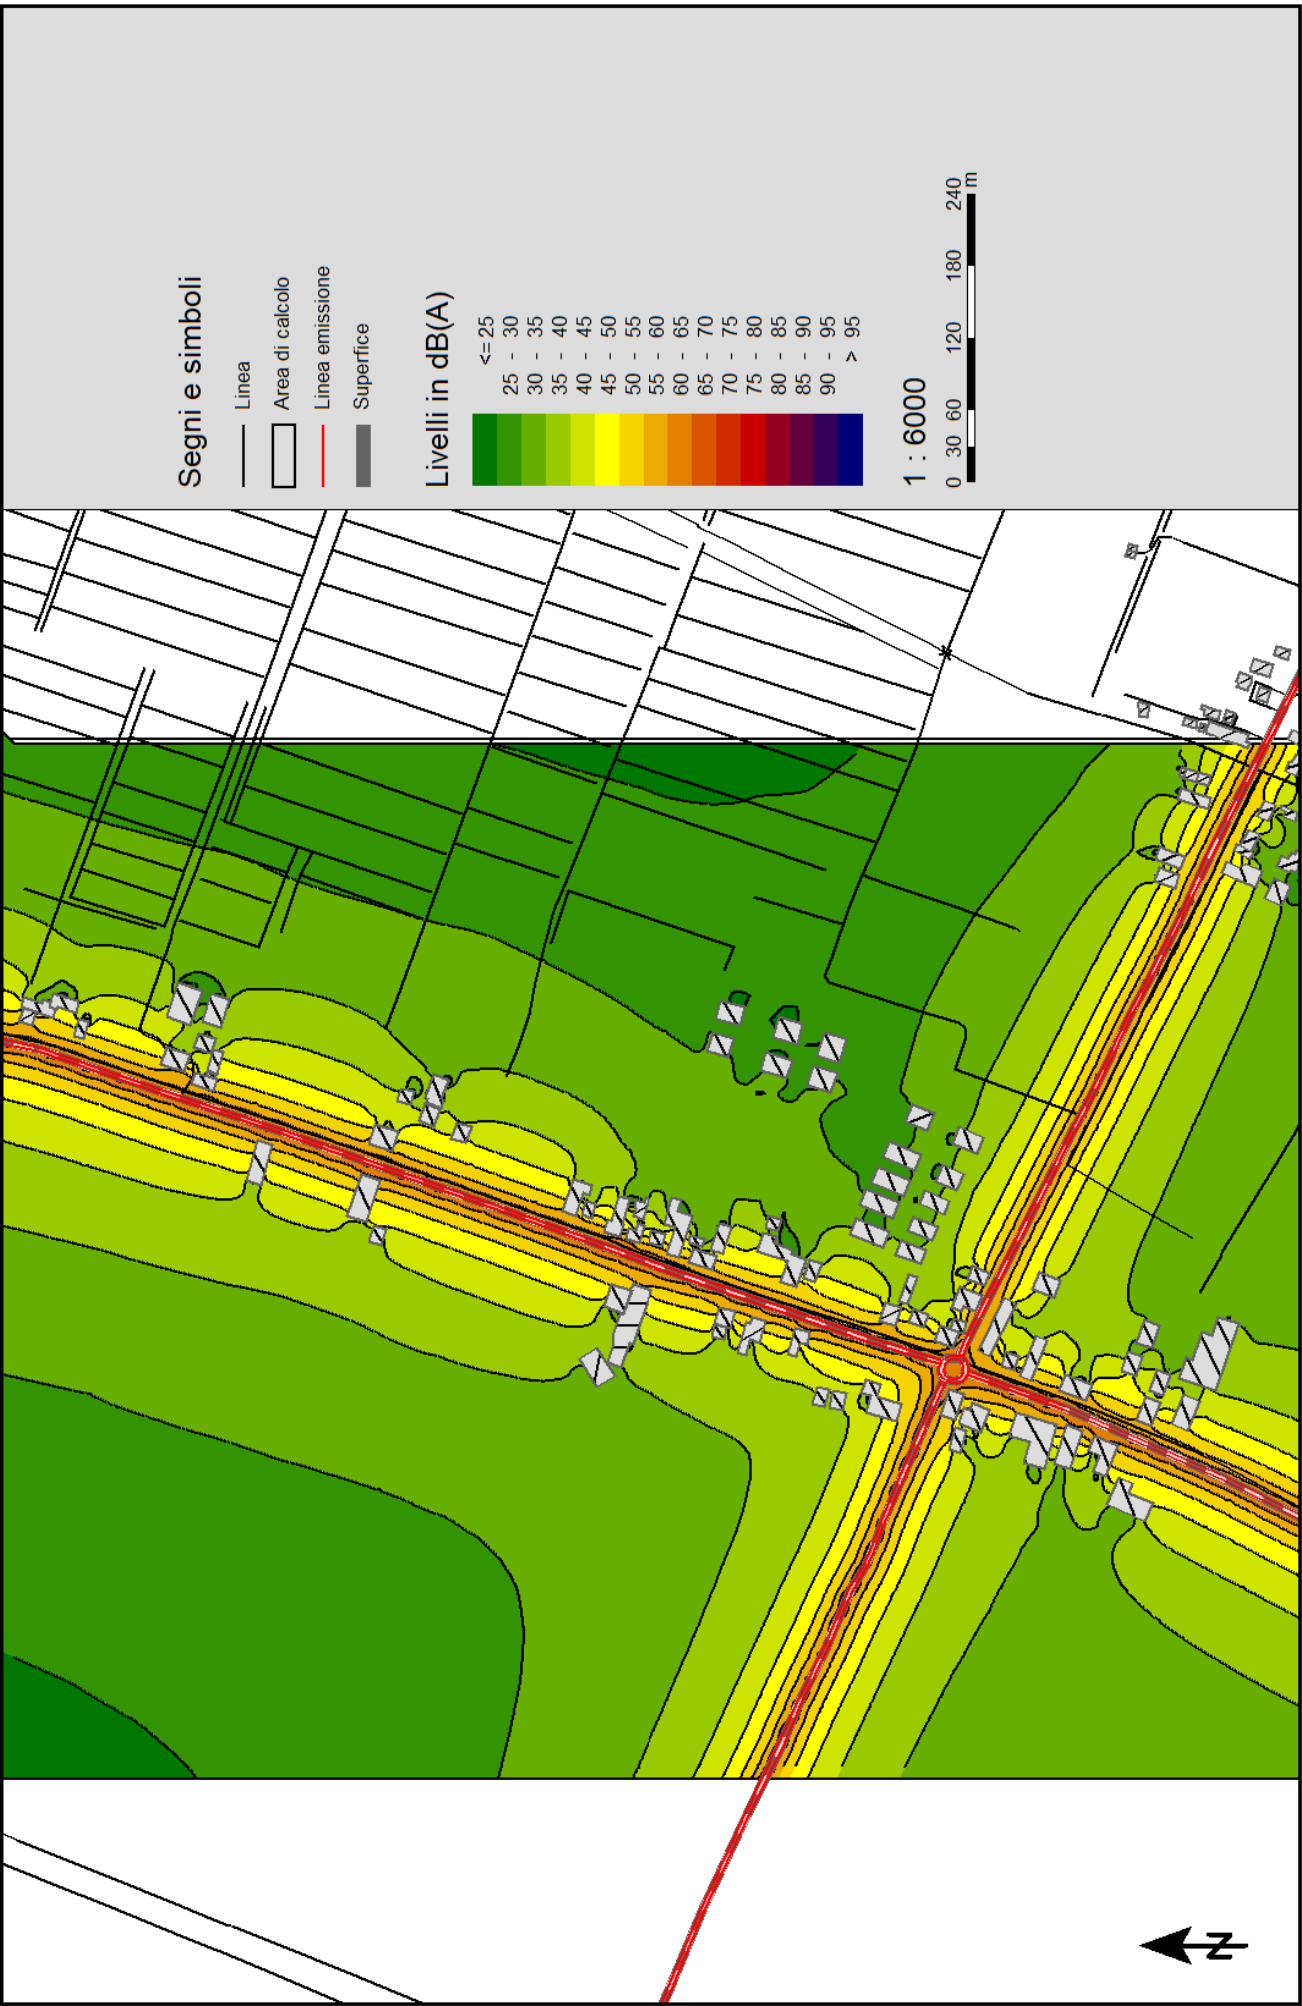 Segni e simboli
Linea
Area di calcolo
Linea emissione
Superfice
Livelli in dB(A)
<= 25
25 - 30
30 - 35
35 - 40
40 - 45
45 - 50
50 - 55
55 - 60
60 - 65
65 - 70
70 - 75
75 - 80
80 - 85
85 - 90
90 - 95
> 95
1 : 6000
0 30 60 120 180 240
m
N